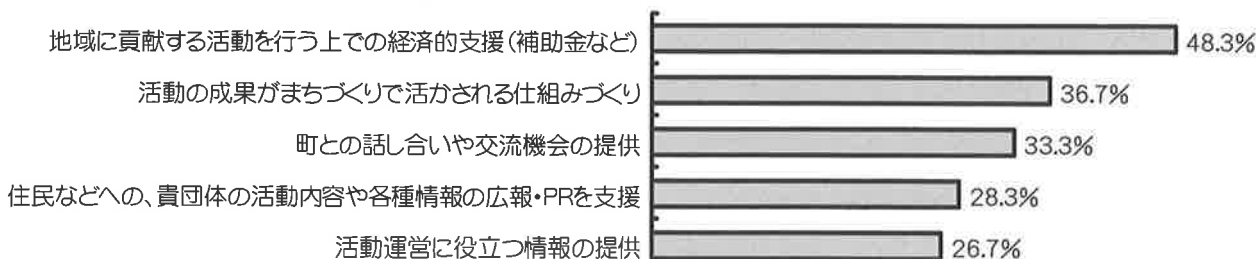 地域に貢献する活動を行う上での経済的支援(補助金など) 48.3%
活動の成果がまちづくりで活かされる仕組みづくり 36.7%
町との話し合いや交流機会の提供 33.3%
住民などへの、貴団体の活動内容や各種情報の広報・PRを支援 28.3%
活動運営に役立つ情報の提供 26.7%